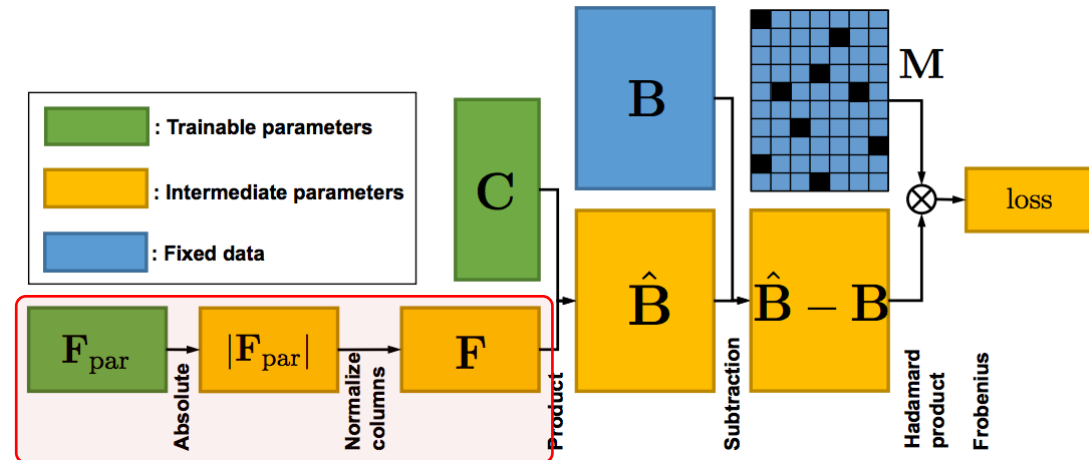 B
M
: Trainable parameters
: Intermediate parameters
: Fixed data
C
loss
F_par
|F_par|
F
B̂
B̂ − B
Absolute
Normalize
columns
Product
Subtraction
Hadamard
product
Frobenius